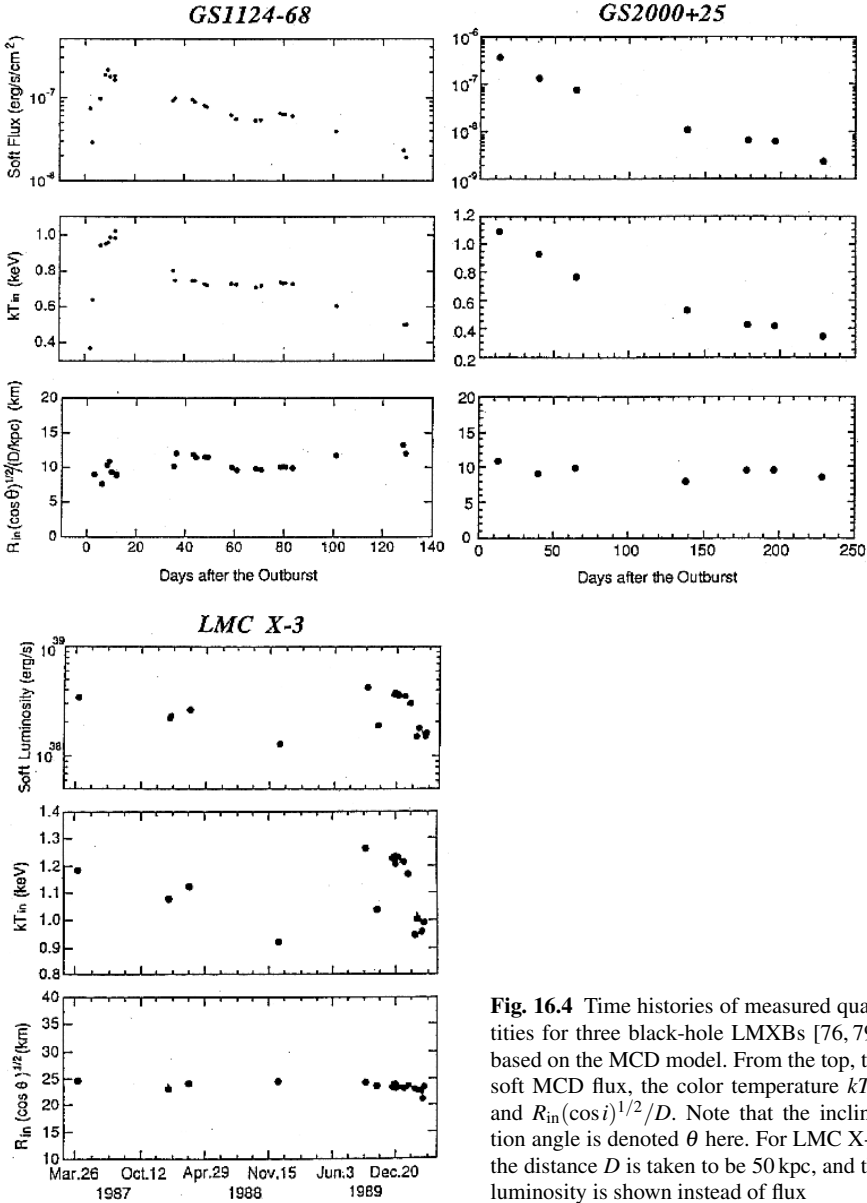 GS1124-68
Soft Flux (erg/s/cm²)
10⁻⁷
10⁻⁸
kTin (keV)
1.0
0.8
0.6
0.4
Rin(cos θ)^1/2/(D/kpc) (km)
20
15
10
5
0
0 20 40 60 80 100 120 140
Days after the Outburst
GS2000+25
10⁻⁶
10⁻⁷
10⁻⁸
10⁻⁹
1.2
1.0
0.8
0.6
0.4
0.2
20
15
10
5
0
0 50 100 150 200 250
Days after the Outburst
LMC X-3
Soft Luminosity (erg/s)
10³⁹
10³⁸
kTin (keV)
1.4
1.3
1.2
1.1
1.0
0.9
0.8
Rin (cos θ)^1/2 (km)
40
35
30
25
20
15
10
Mar.26 Oct.12 Apr.29 Nov.15 Jun.3 Dec.20
1987 1988 1989
Fig. 16.4 Time histories of measured qua
tities for three black-hole LMXBs [76, 79
based on the MCD model. From the top, t
soft MCD flux, the color temperature kT
and Rin(cos i)^1/2/D. Note that the inclin
tion angle is denoted θ here. For LMC X-
the distance D is taken to be 50 kpc, and t
luminosity is shown instead of flux